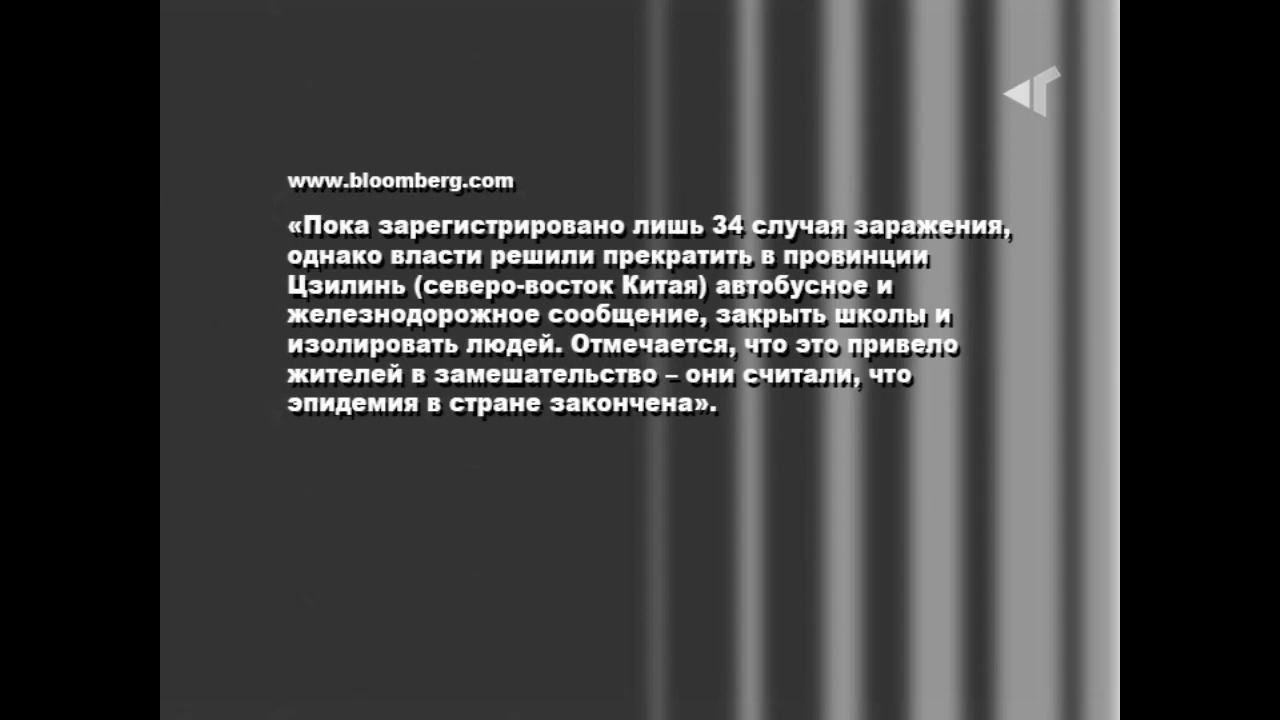 www.bloomberg.com
«Пока зарегистрировано лишь 34 случая заражения,
однако власти решили прекратить в провинции
Цзилинь (северо-восток Китая) автобусное и
железнодорожное сообщение, закрыть школы и
изолировать людей. Отмечается, что это привело
жителей в замешательство – они считали, что
эпидемия в стране закончена».